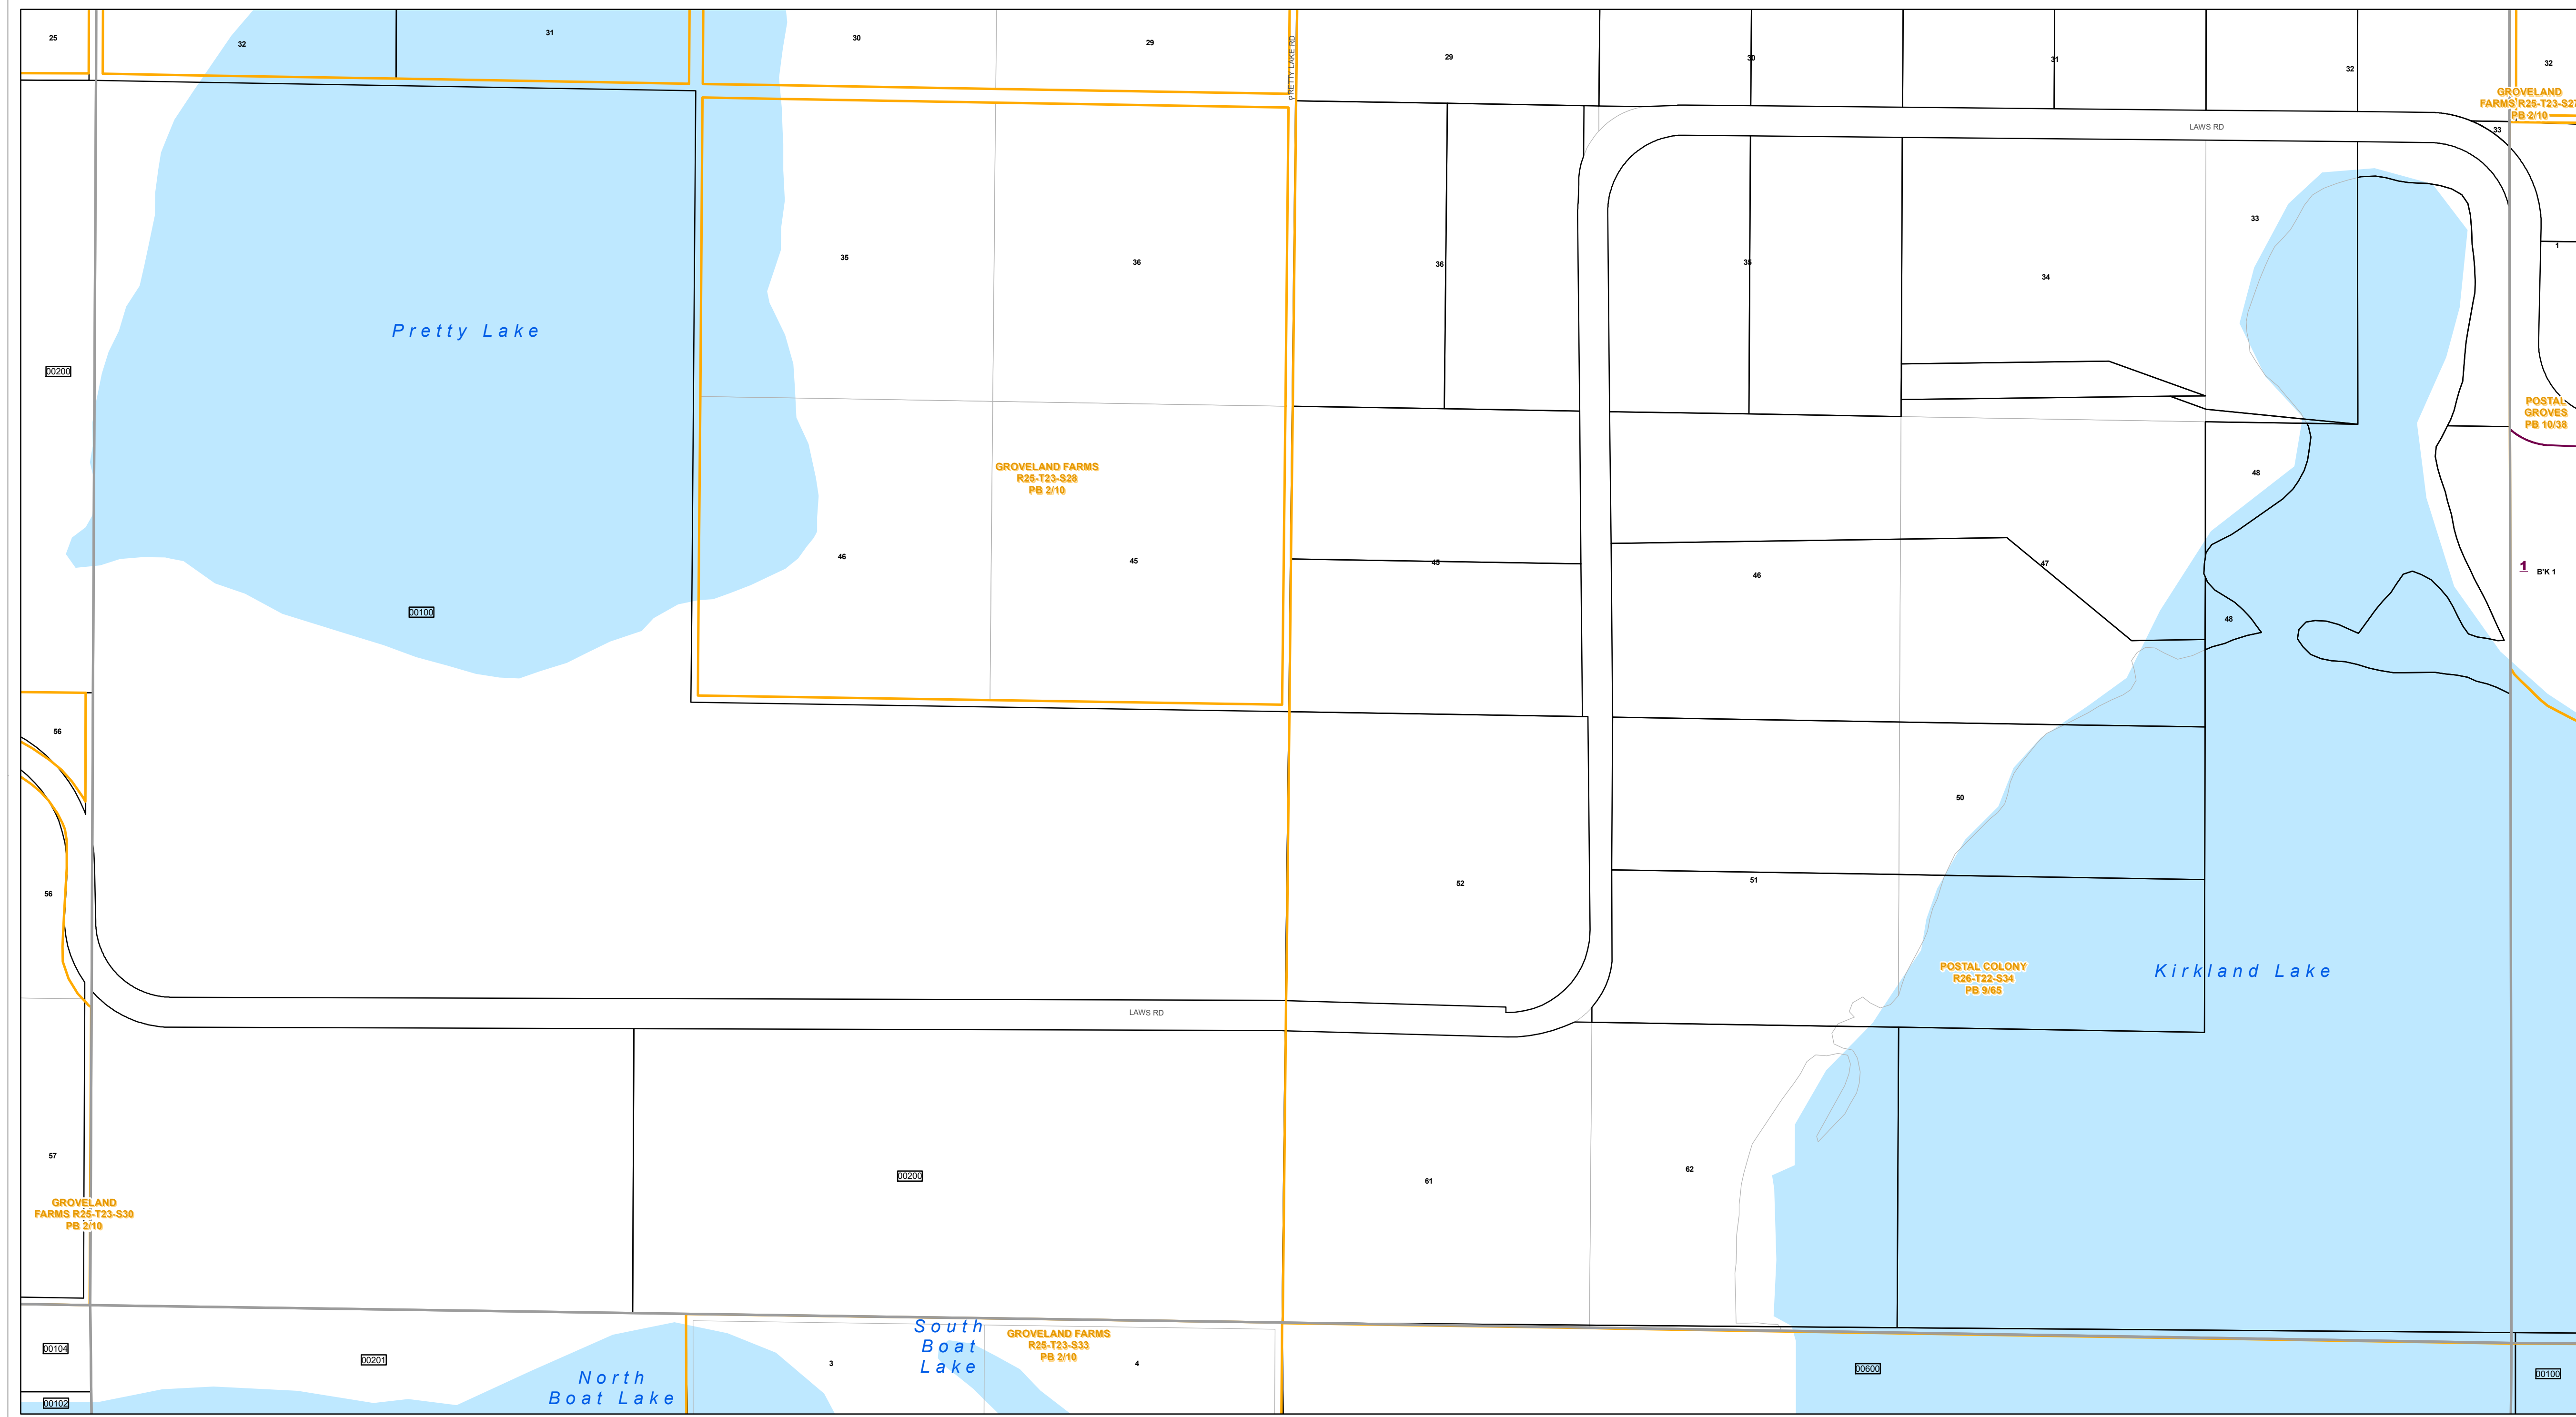 25
32
31
30
29
PRETTY LAKE RD
29
30
31
32
32
GROVELAND
FARMS R25-T23-S27
PB 2/10
33
LAWS RD
33
1
35
36
36
35
34
Pretty Lake
00200
POSTAL
GROVES
PB 10/38
GROVELAND FARMS
R25-T23-S28
PB 2/10
48
46
45
45
46
47
1
B'K 1
00100
48
56
50
56
52
51
POSTAL COLONY
R26-T22-S34
PB 9/65
Kirkland Lake
LAWS RD
57
00200
61
62
GROVELAND
FARMS R25-T23-S30
PB 2/10
00104
00201
South
Boat
Lake
GROVELAND FARMS
R25-T23-S33
PB 2/10
3
4
00600
00100
North
Boat Lake
00102